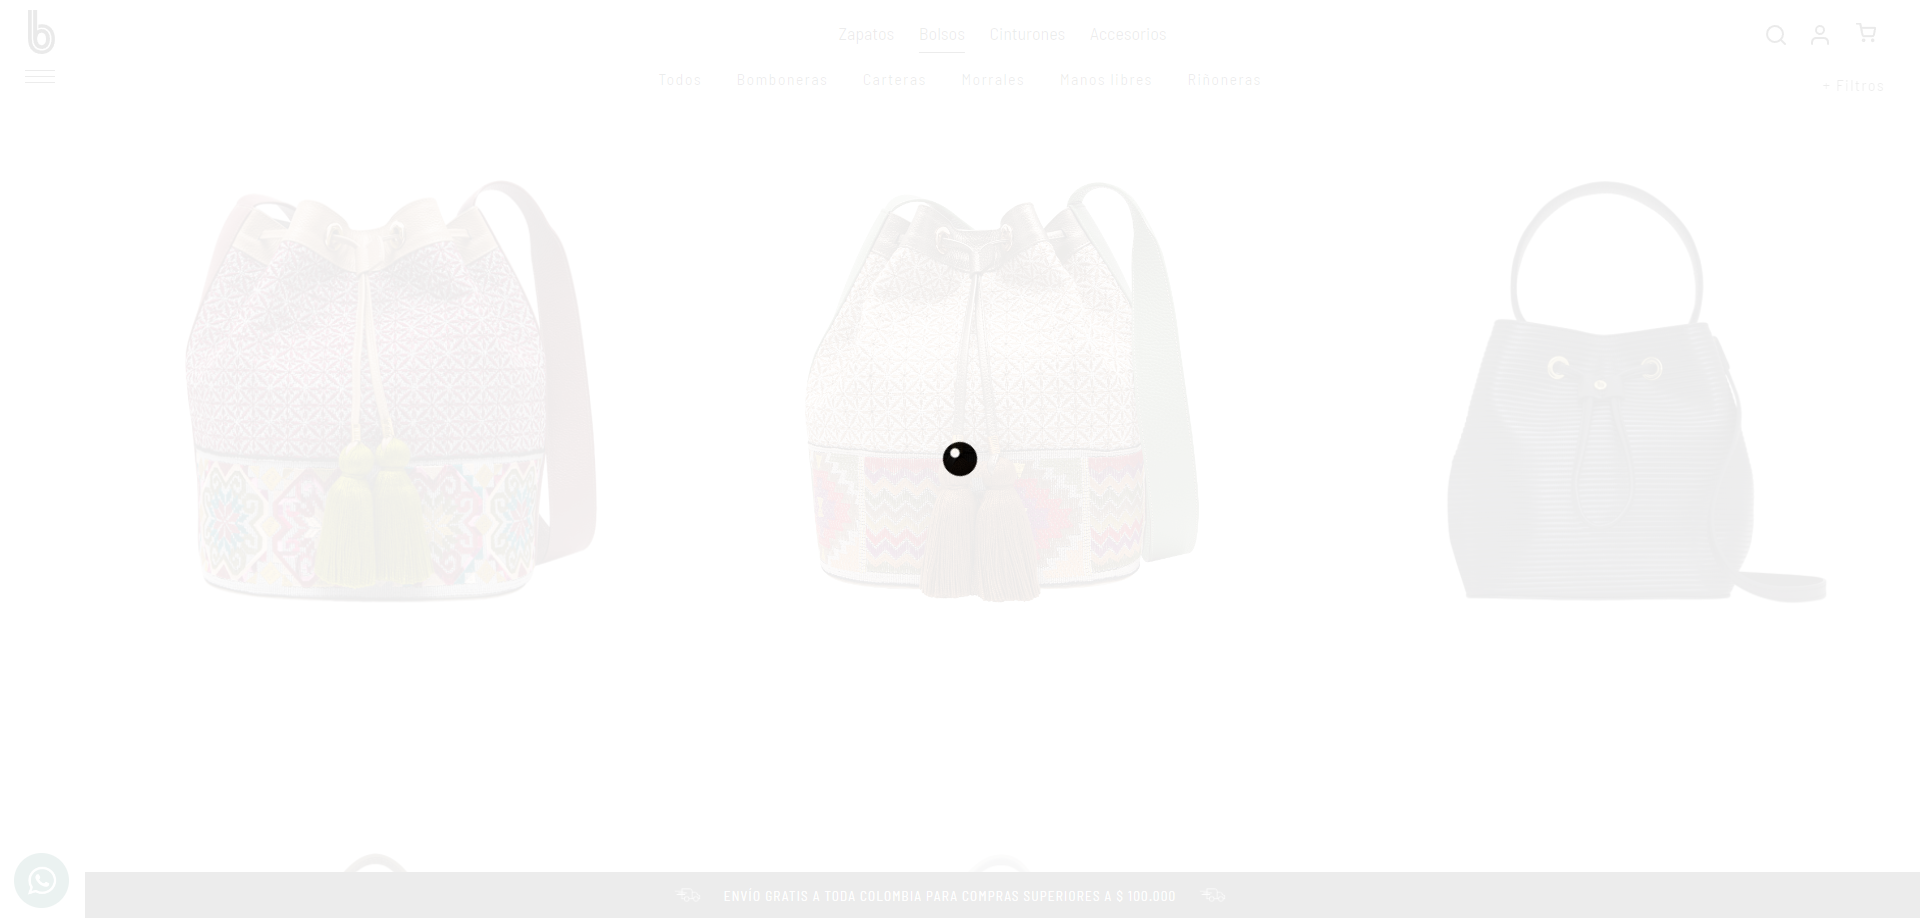 b
Zapatos Bolsos Cinturones Accesorios
Todos Bomboneras Carteras Morrales Manos libres Riñoneras
+ Filtros
ENVÍO GRATIS A TODA COLOMBIA PARA COMPRAS SUPERIORES A $ 100.000